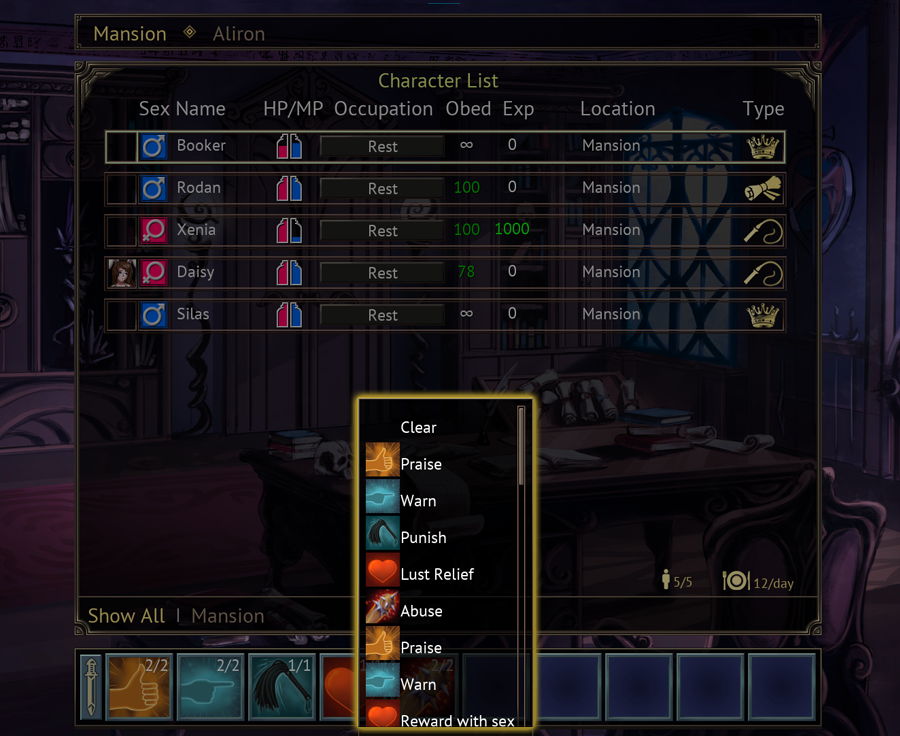 Mansion Aliron
Character List
Sex Name HP/MP Occupation Obed Exp Location Type
Booker Rest ∞ 0 Mansion
Rodan Rest 100 0 Mansion
Xenia Rest 100 1000 Mansion
Daisy Rest 78 0 Mansion
Silas Rest ∞ 0 Mansion
Clear
Praise
Warn
Punish
Lust Relief
Abuse
Praise
Warn
Reward with sex
5/5 12/day
Show All | Mansion
2/2 2/2 1/1 2/2